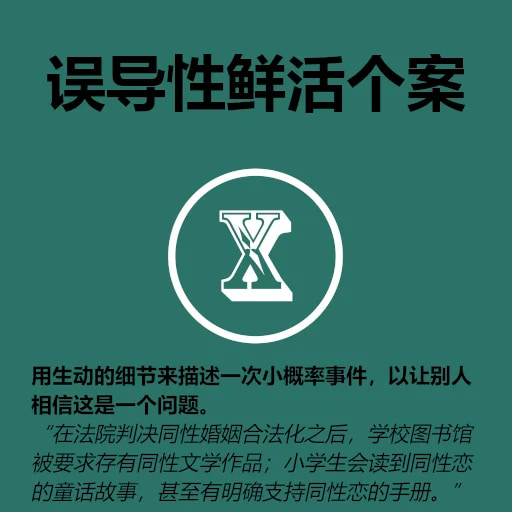 误导性鲜活个案
X
用生动的细节来描述一次小概率事件，以让别人
相信这是一个问题。
“在法院判决同性婚姻合法化之后，学校图书馆
被要求存有同性文学作品；小学生会读到同性恋
的童话故事，甚至有明确支持同性恋的手册。”